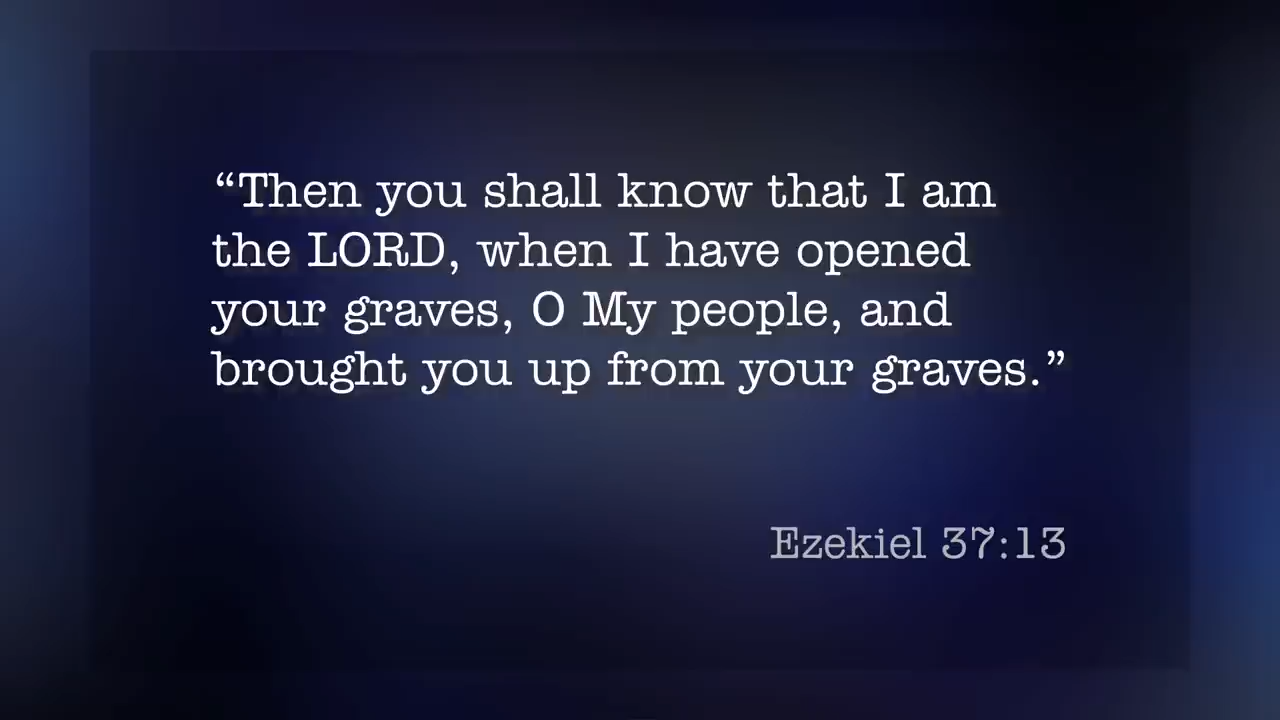 “Then you shall know that I am
the LORD, when I have opened
your graves, O My people, and
brought you up from your graves.”
Ezekiel 37:13